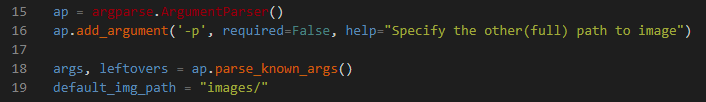 15 ap = argparse.ArgumentParser()
16 ap.add_argument('-p', required=False, help="Specify the other(full) path to image")
17
18 args, leftovers = ap.parse_known_args()
19 default_img_path = "images/"